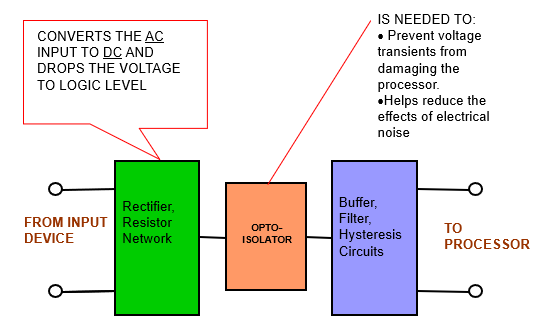 CONVERTS THE AC
INPUT TO DC AND
DROPS THE VOLTAGE
TO LOGIC LEVEL
IS NEEDED TO:
• Prevent voltage
transients from
damaging the
processor.
•Helps reduce the
effects of electrical
noise
FROM INPUT
DEVICE
Rectifier,
Resistor
Network
OPTO-
ISOLATOR
Buffer,
Filter,
Hysteresis
Circuits
TO
PROCESSOR